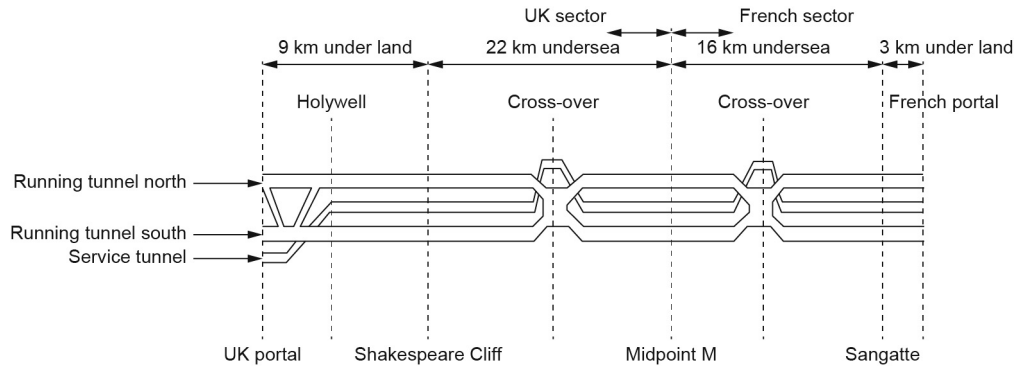 UK sector
French sector
9 km under land
22 km undersea
16 km undersea
3 km under land
Holywell
Cross-over
Cross-over
French portal
Running tunnel north
Running tunnel south
Service tunnel
UK portal
Shakespeare Cliff
Midpoint M
Sangatte